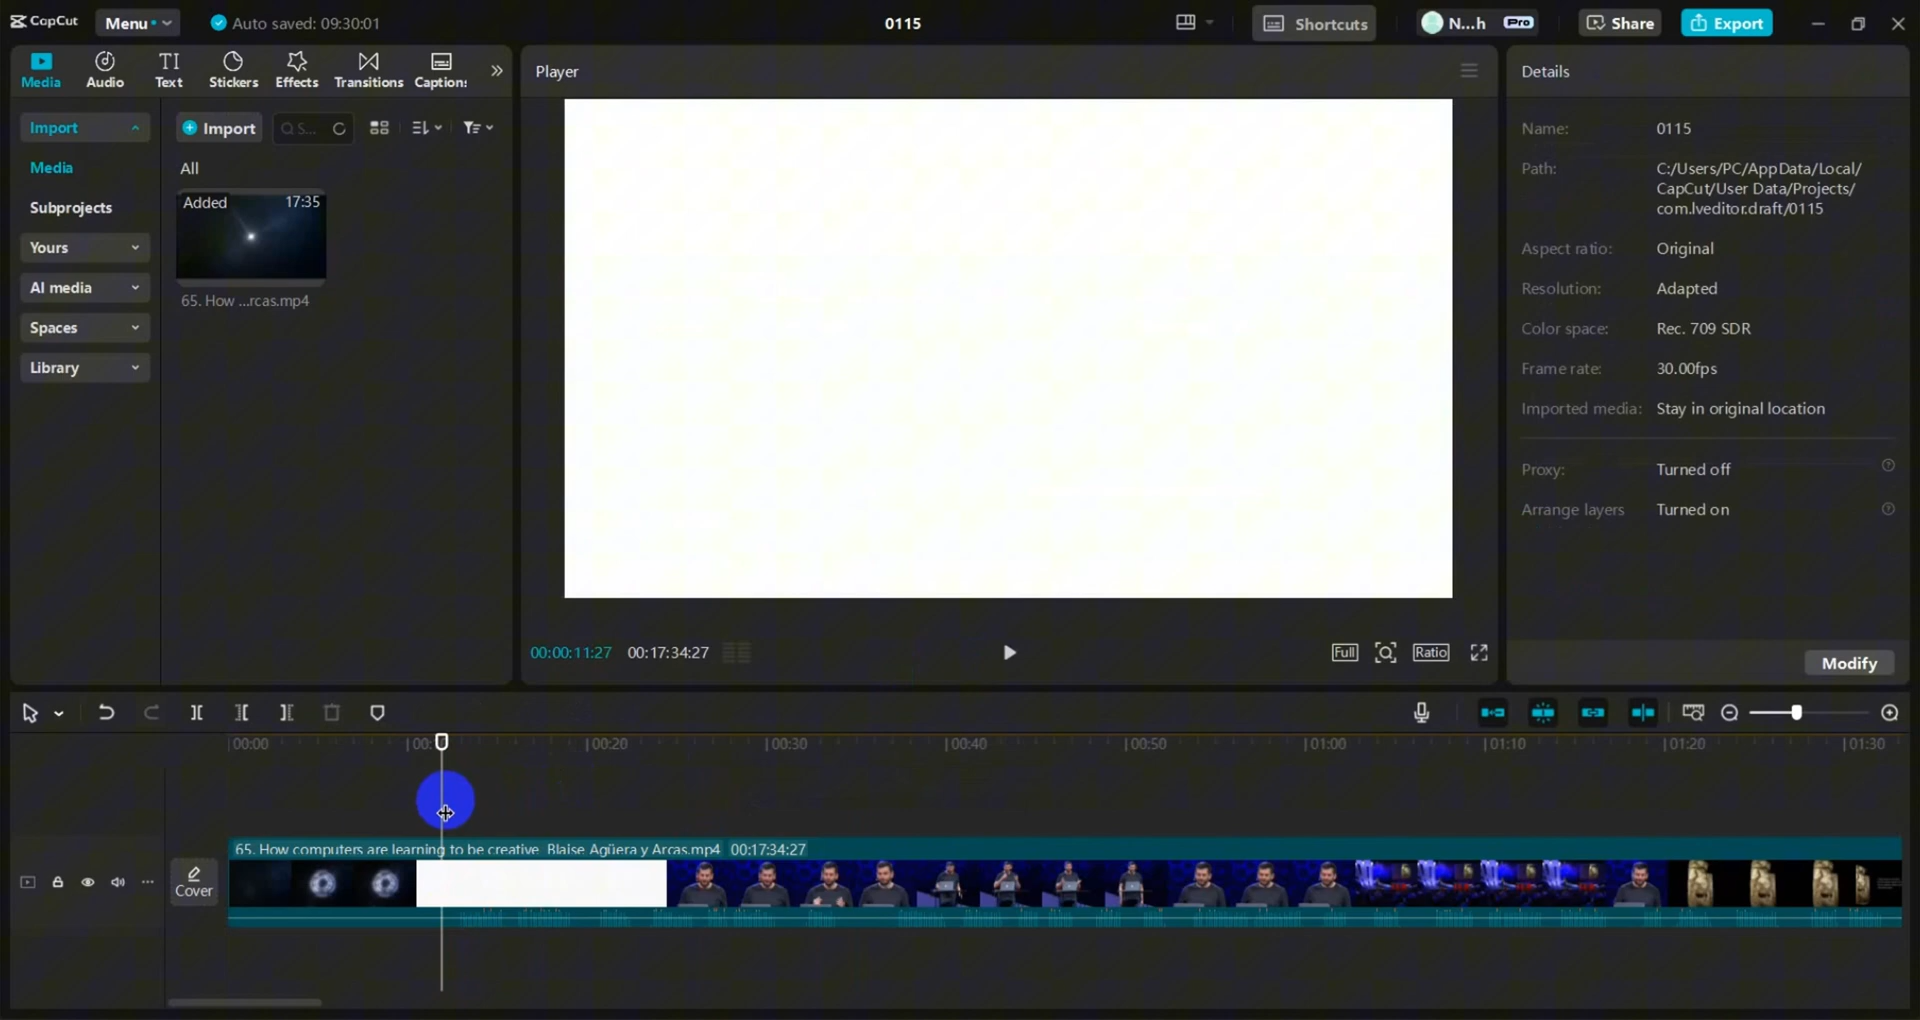 CapCut Menu Auto saved: 09:30:01 0115 Shortcuts N...h Pro Share Export
Media Audio Text Stickers Effects Transitions Caption
Import
Media
Subprojects
Yours
AI media
Spaces
Library
Import S...
All
Added 17:35
65. How ...rcas.mp4
Player
00:00:11:27 00:17:34:27 Full Ratio
Details
Name: 0115
Path: C:/Users/PC/AppData/Local/
CapCut/User Data/Projects/
com.lveditor.draft/0115
Aspect ratio: Original
Resolution: Adapted
Color space: Rec. 709 SDR
Frame rate: 30.00fps
Imported media: Stay in original location
Proxy: Turned off
Arrange layers Turned on
Modify
00:00 00: 00:20 00:30 00:40 00:50 01:00 01:10 01:20 01:30
65. How computers are learning to be creative Blaise Agüera y Arcas.mp4 00:17:34:27
Cover